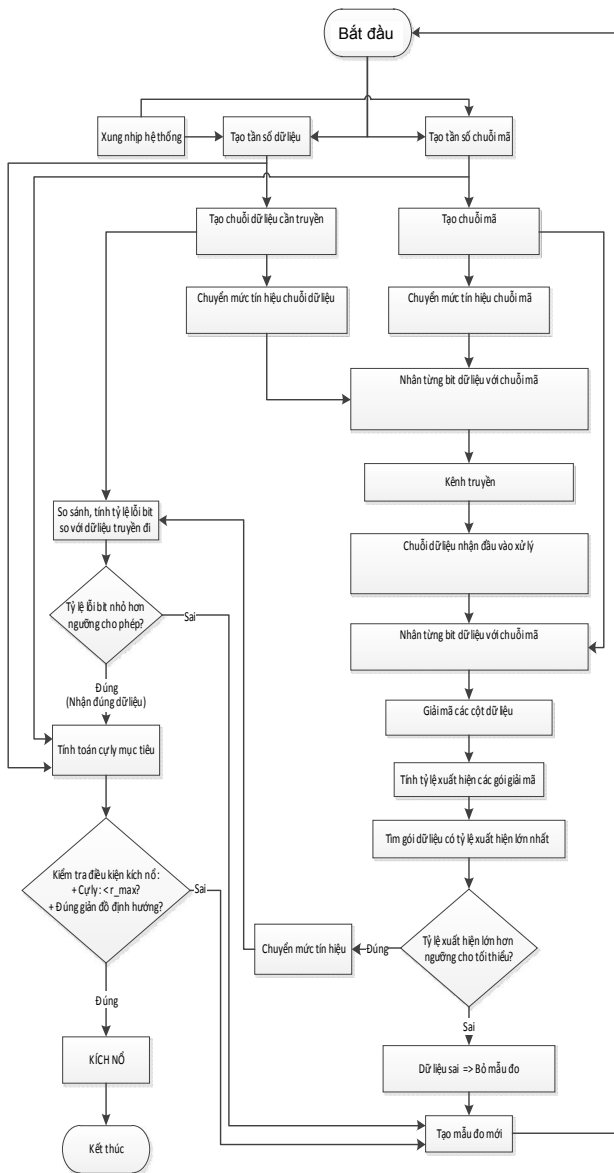 Bắt đầu
Xung nhịp hệ thống
Tạo tần số dữ liệu
Tạo tần số chuỗi mã
Tạo chuỗi dữ liệu cần truyền
Tạo chuỗi mã
Chuyển mức tín hiệu chuỗi dữ liệu
Chuyển mức tín hiệu chuỗi mã
Nhân từng bit dữ liệu với chuỗi mã
Kênh truyền
So sánh, tính tỷ lệ lỗi bit
so với dữ liệu truyền đi
Chuỗi dữ liệu nhận đầu vào xử lý
Tỷ lệ lỗi bit nhỏ hơn
ngưỡng cho phép?
Sai
Nhân từng bit dữ liệu với chuỗi mã
Đúng
(Nhận đúng dữ liệu)
Giải mã các cột dữ liệu
Tính toán cự ly mục tiêu
Tính tỷ lệ xuất hiện các gói giải mã
Tìm gói dữ liệu có tỷ lệ xuất hiện lớn nhất
Kiểm tra điều kiện kích nổ:
+ Cự ly: < r_max?
+ Đúng giản đồ định hướng?
Sai
Chuyển mức tín hiệu
Đúng
Tỷ lệ xuất hiện lớn hơn
ngưỡng cho tối thiểu?
Đúng
Sai
KÍCH NỔ
Dữ liệu sai => Bỏ mẫu đo
Tạo mẫu đo mới
Kết thúc